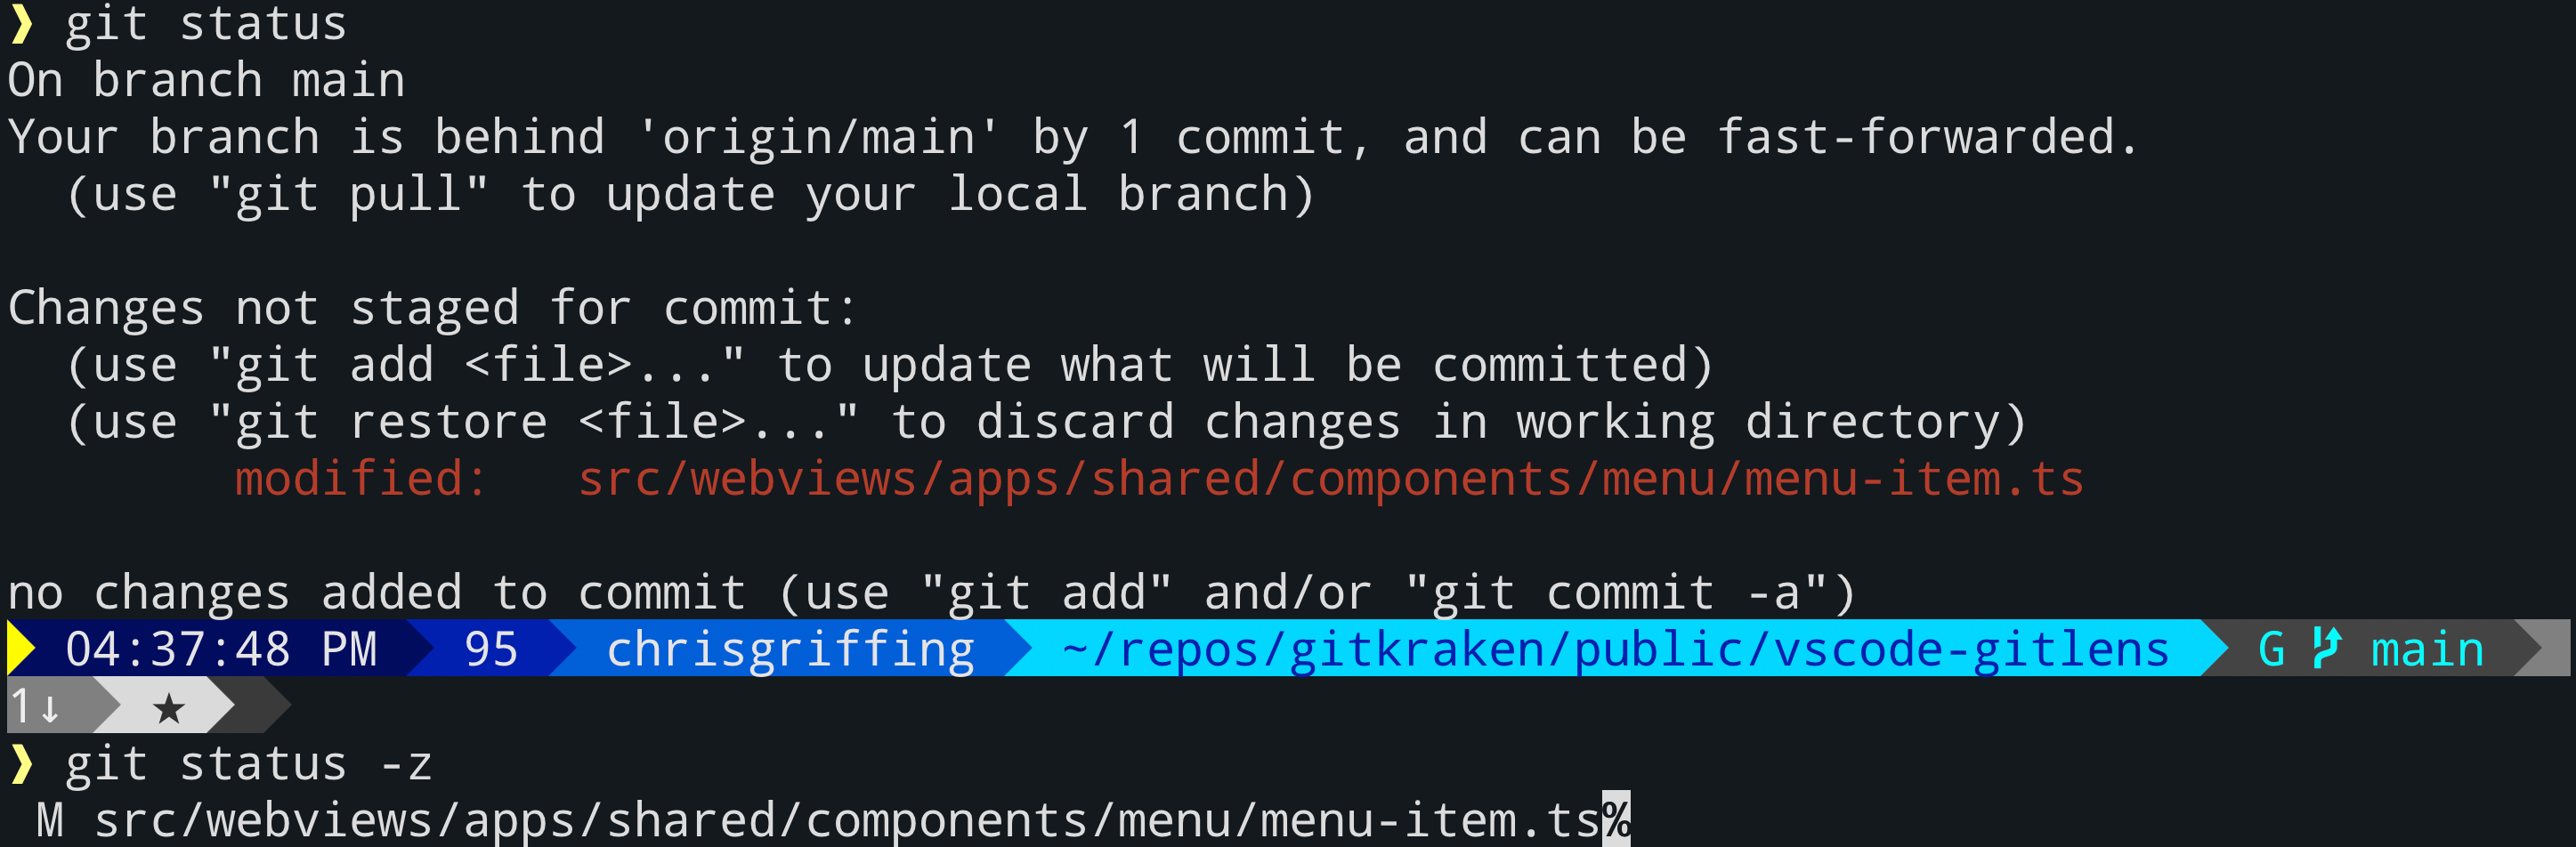 ❯ git status
On branch main
Your branch is behind 'origin/main' by 1 commit, and can be fast-forwarded.
  (use "git pull" to update your local branch)

Changes not staged for commit:
  (use "git add <file>..." to update what will be committed)
  (use "git restore <file>..." to discard changes in working directory)
        modified:   src/webviews/apps/shared/components/menu/menu-item.ts

no changes added to commit (use "git add" and/or "git commit -a")
04:37:48 PM 95 chrisgriffing ~/repos/gitkraken/public/vscode-gitlens G main
1↓ ★
❯ git status -z
 M src/webviews/apps/shared/components/menu/menu-item.ts%